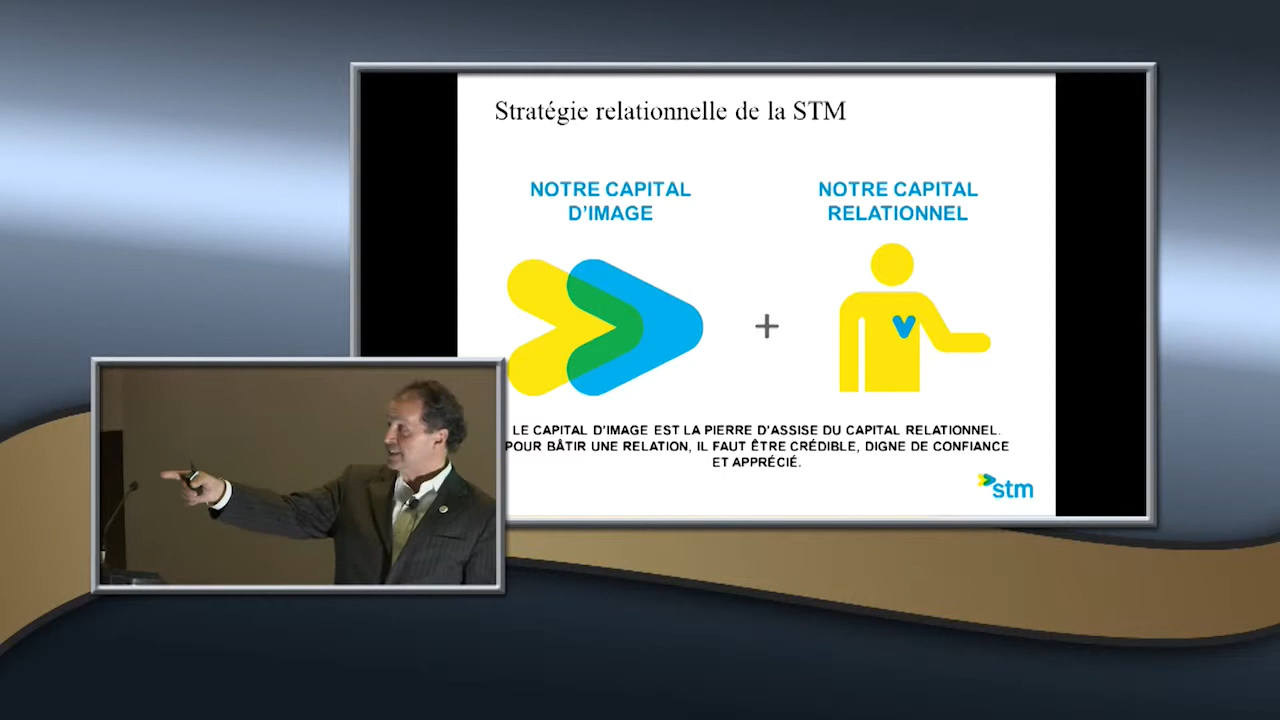 Stratégie relationnelle de la STM
NOTRE CAPITAL
D'IMAGE
NOTRE CAPITAL
RELATIONNEL
+
LE CAPITAL D'IMAGE EST LA PIERRE D'ASSISE DU CAPITAL RELATIONNEL.
POUR BÂTIR UNE RELATION, IL FAUT ÊTRE CRÉDIBLE, DIGNE DE CONFIANCE
ET APPRÉCIÉ.
stm